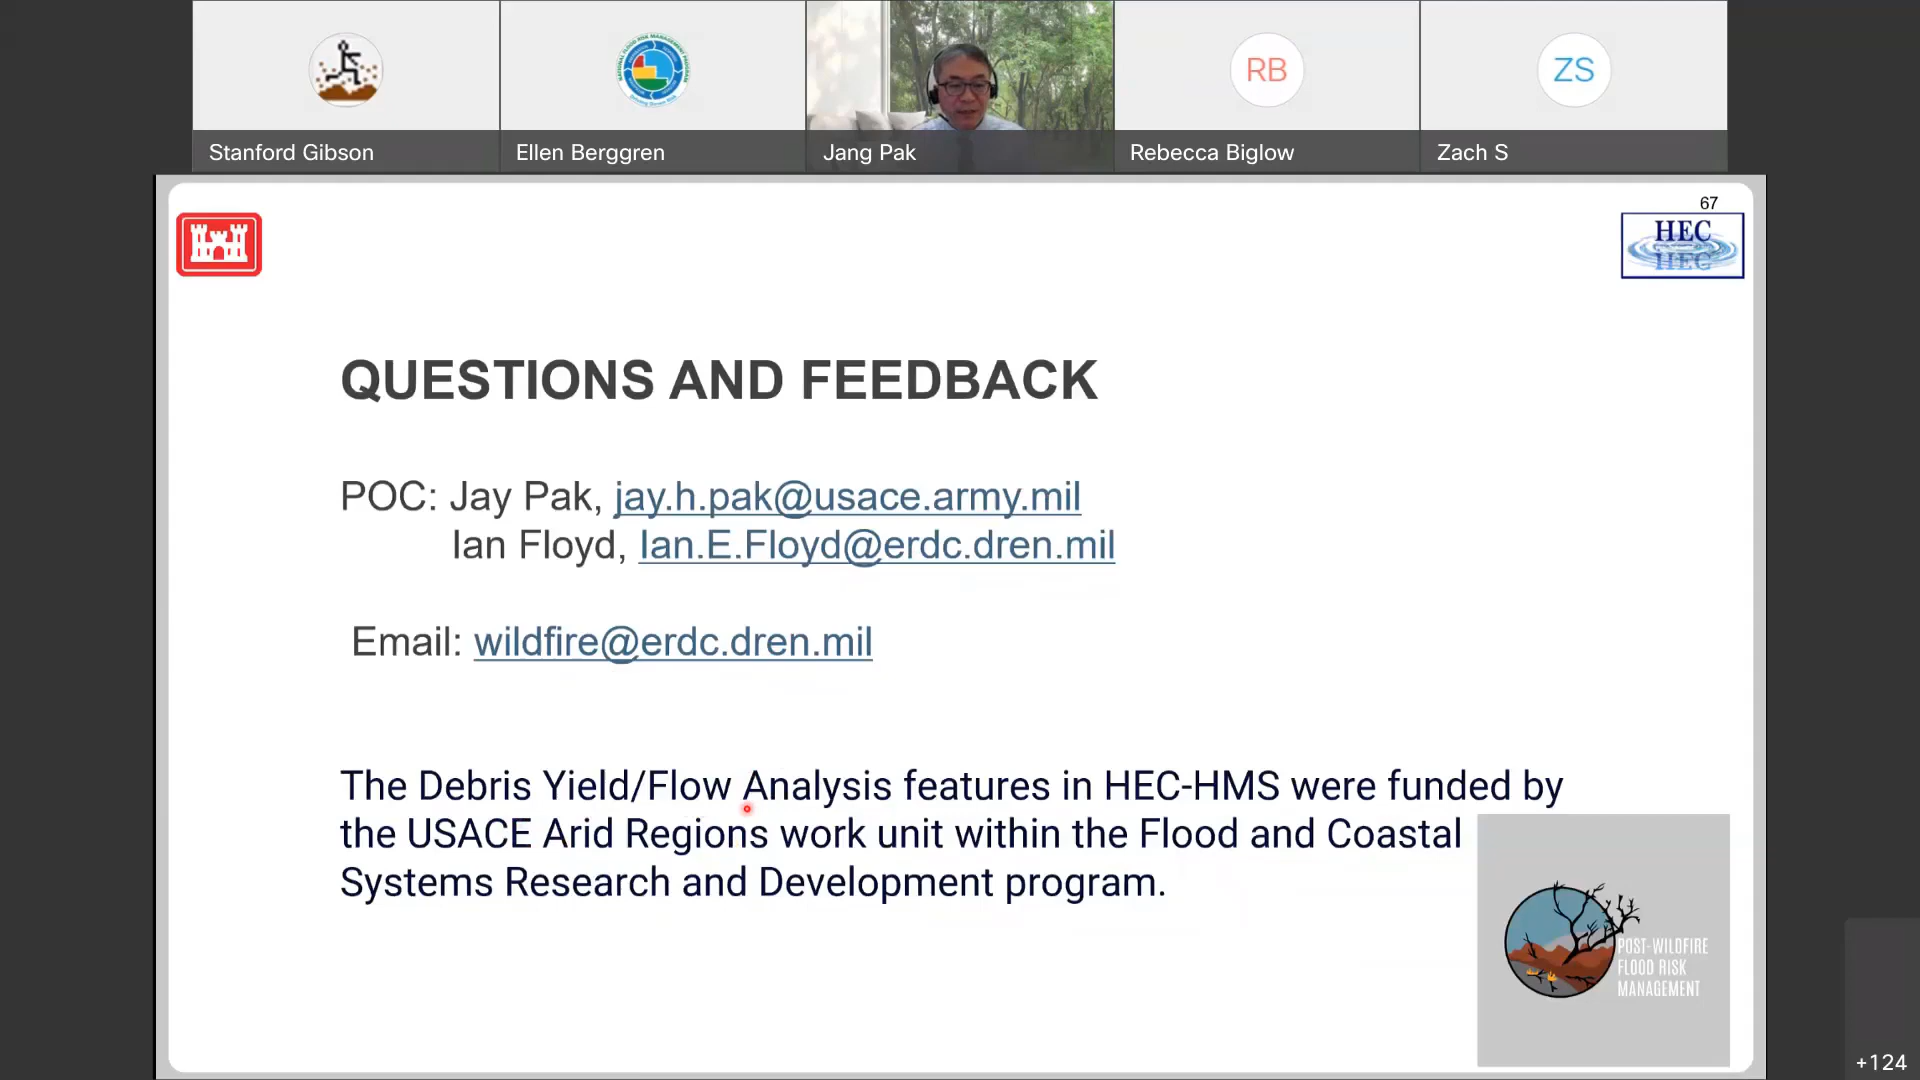 RB
ZS
Stanford Gibson
Ellen Berggren
Jang Pak
Rebecca Biglow
Zach S
67
HEC
QUESTIONS AND FEEDBACK
POC: Jay Pak, jay.h.pak@usace.army.mil
Ian Floyd, Ian.E.Floyd@erdc.dren.mil
Email: wildfire@erdc.dren.mil
The Debris Yield/Flow Analysis features in HEC-HMS were funded by
the USACE Arid Regions work unit within the Flood and Coastal
Systems Research and Development program.
POST-WILDFIRE
FLOOD RISK
MANAGEMENT
+124